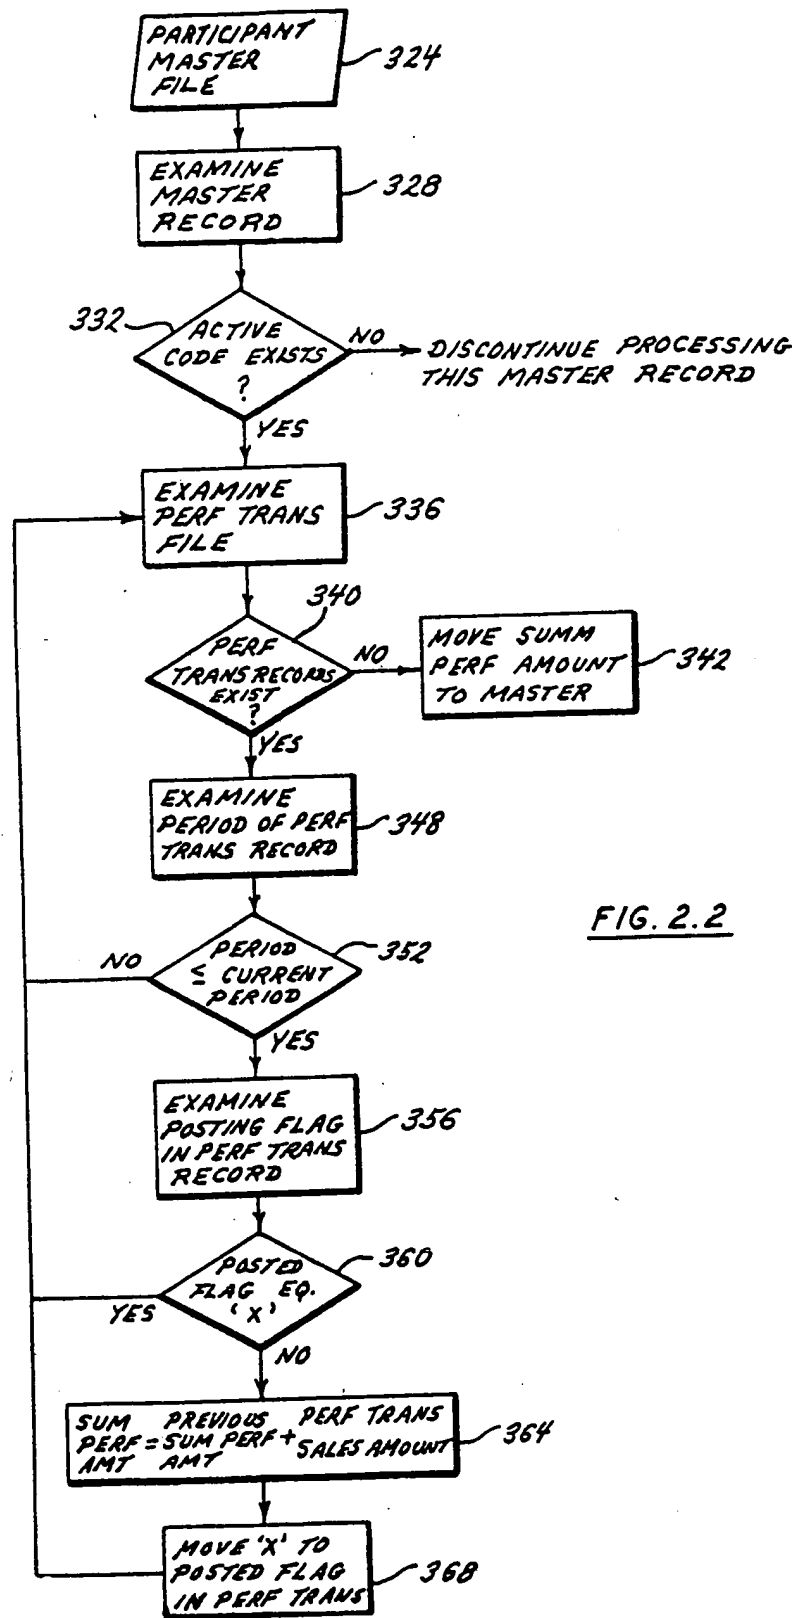 PARTICIPANT
MASTER
FILE
324
EXAMINE
MASTER
RECORD
328
332
ACTIVE
CODE EXISTS
?
NO
DISCONTINUE PROCESSING
THIS MASTER RECORD
YES
EXAMINE
PERF TRANS
FILE
336
340
PERF
TRANS RECORDS
EXIST
?
NO
MOVE SUMM
PERF AMOUNT
TO MASTER
342
YES
EXAMINE
PERIOD OF PERF
TRANS RECORD
348
FIG. 2.2
352
PERIOD
≤ CURRENT
PERIOD
NO
YES
EXAMINE
POSTING FLAG
IN PERF TRANS
RECORD
356
360
POSTED
FLAG EQ.
'X'
YES
NO
SUM PREVIOUS PERF TRANS
PERF = SUM PERF + SALES AMOUNT
AMT AMT
364
MOVE 'X' TO
POSTED FLAG
IN PERF TRANS
368